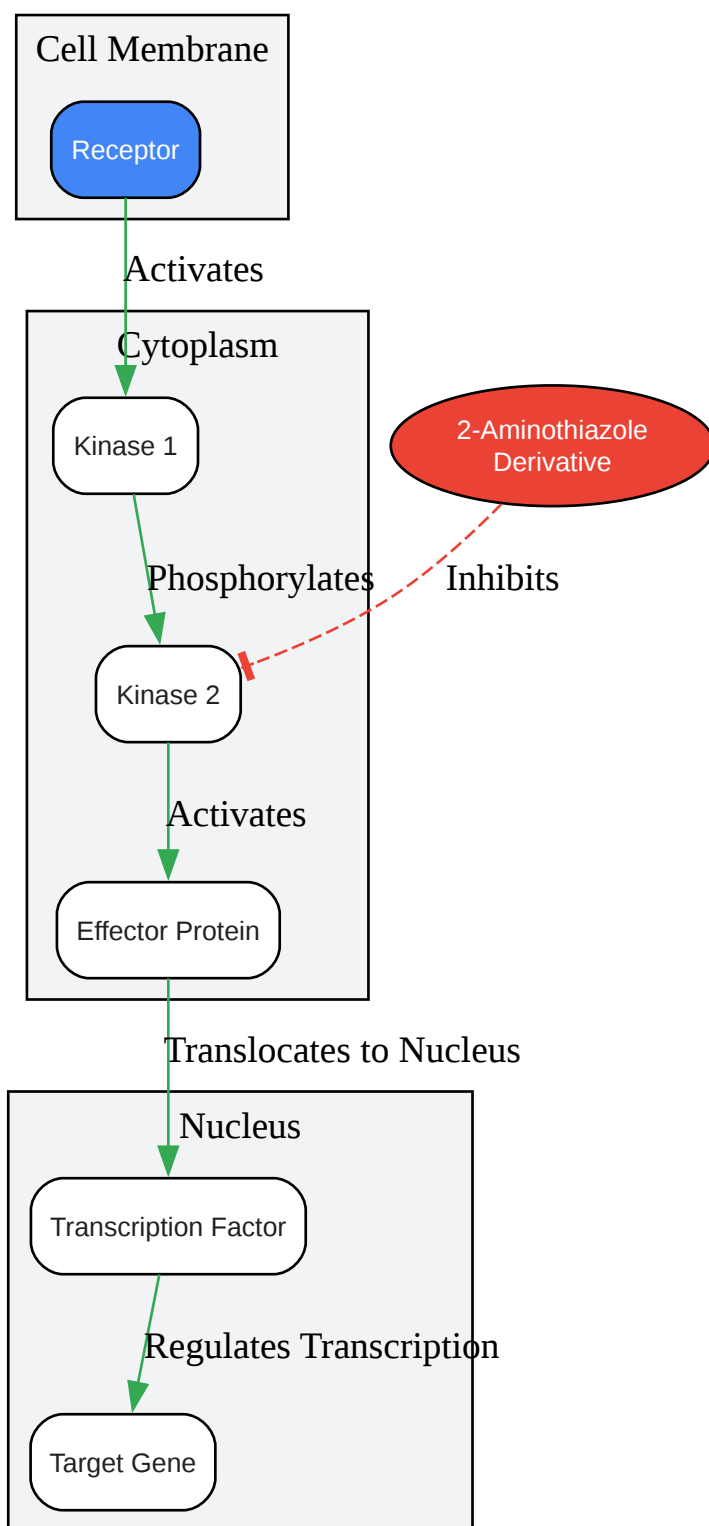 Cell Membrane
Receptor
Activates
Cytoplasm
Kinase 1
2-Aminothiazole
Derivative
Phosphorylates
Inhibits
Kinase 2
Activates
Effector Protein
Translocates to Nucleus
Nucleus
Transcription Factor
Regulates Transcription
Target Gene